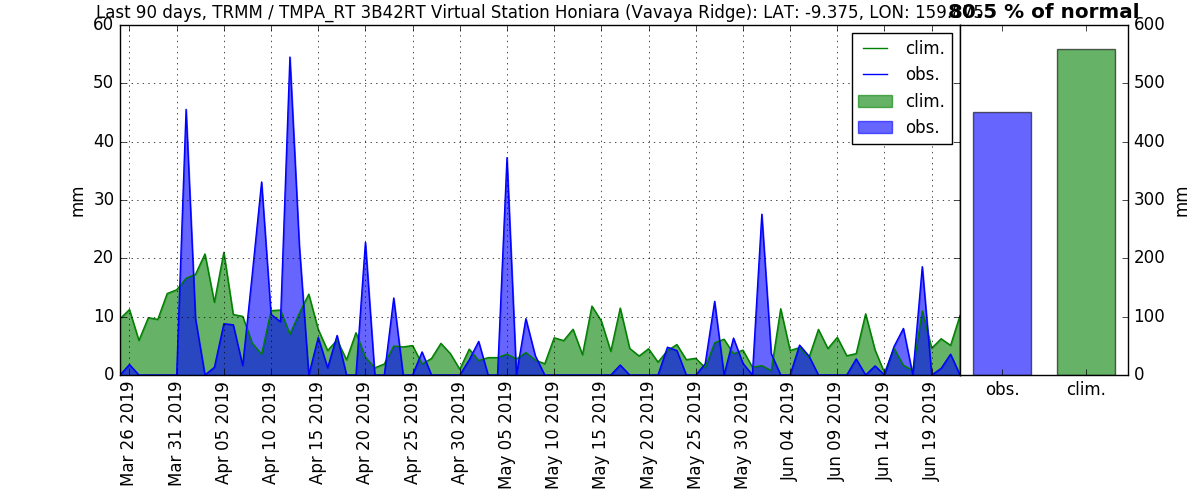 Last 90 days, TRMM / TMPA_RT 3B42RT Virtual Station Honiara (Vavaya Ridge): LAT: -9.375, LON:
80.5 % of normal
60
50
40
30
20
10
0
mm
clim.
obs.
clim.
obs.
600
500
400
300
200
100
0
mm
Mar 26 2019
Mar 31 2019
Apr 05 2019
Apr 10 2019
Apr 15 2019
Apr 20 2019
Apr 25 2019
Apr 30 2019
May 05 2019
May 10 2019
May 15 2019
May 20 2019
May 25 2019
May 30 2019
Jun 04 2019
Jun 09 2019
Jun 14 2019
Jun 19 2019
obs.
clim.